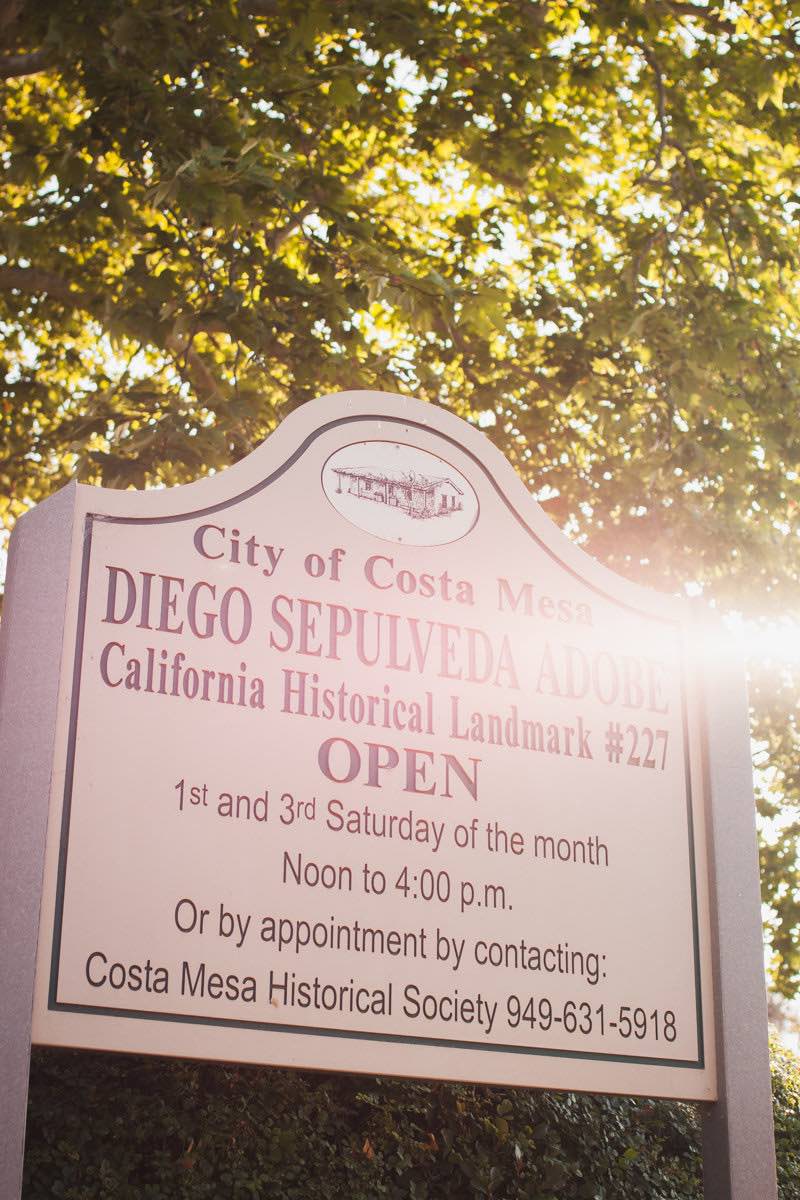 City of Costa Mesa
DIEGO SEPULVEDA ADOBE
California Historical Landmark #227
OPEN
1st and 3rd Saturday of the month
Noon to 4:00 p.m.
Or by appointment by contacting:
Costa Mesa Historical Society 949-631-5918